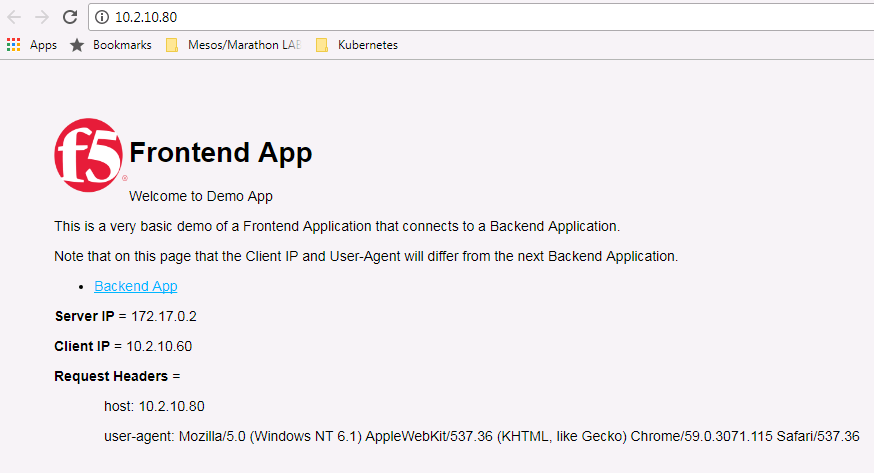 10.2.10.80
Apps Bookmarks Mesos/Marathon LAB Kubernetes
f5 Frontend App
®
Welcome to Demo App
This is a very basic demo of a Frontend Application that connects to a Backend Application.
Note that on this page that the Client IP and User-Agent will differ from the next Backend Application.
• Backend App
Server IP = 172.17.0.2
Client IP = 10.2.10.60
Request Headers =
host: 10.2.10.80
user-agent: Mozilla/5.0 (Windows NT 6.1) AppleWebKit/537.36 (KHTML, like Gecko) Chrome/59.0.3071.115 Safari/537.36